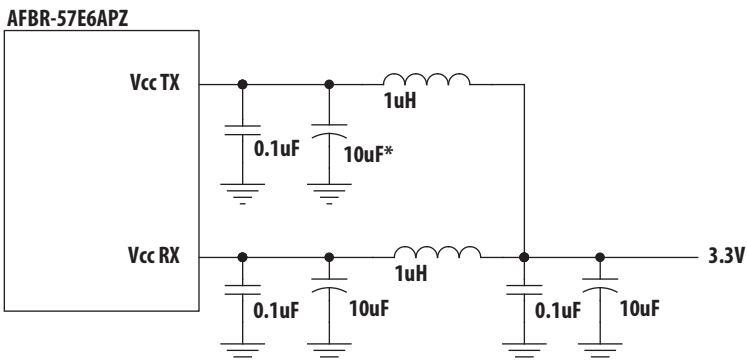 AFBR-57E6APZ
Vcc TX
1uH
0.1uF
10uF*
Vcc RX
3.3V
1uH
0.1uF
10uF
0.1uF
10uF